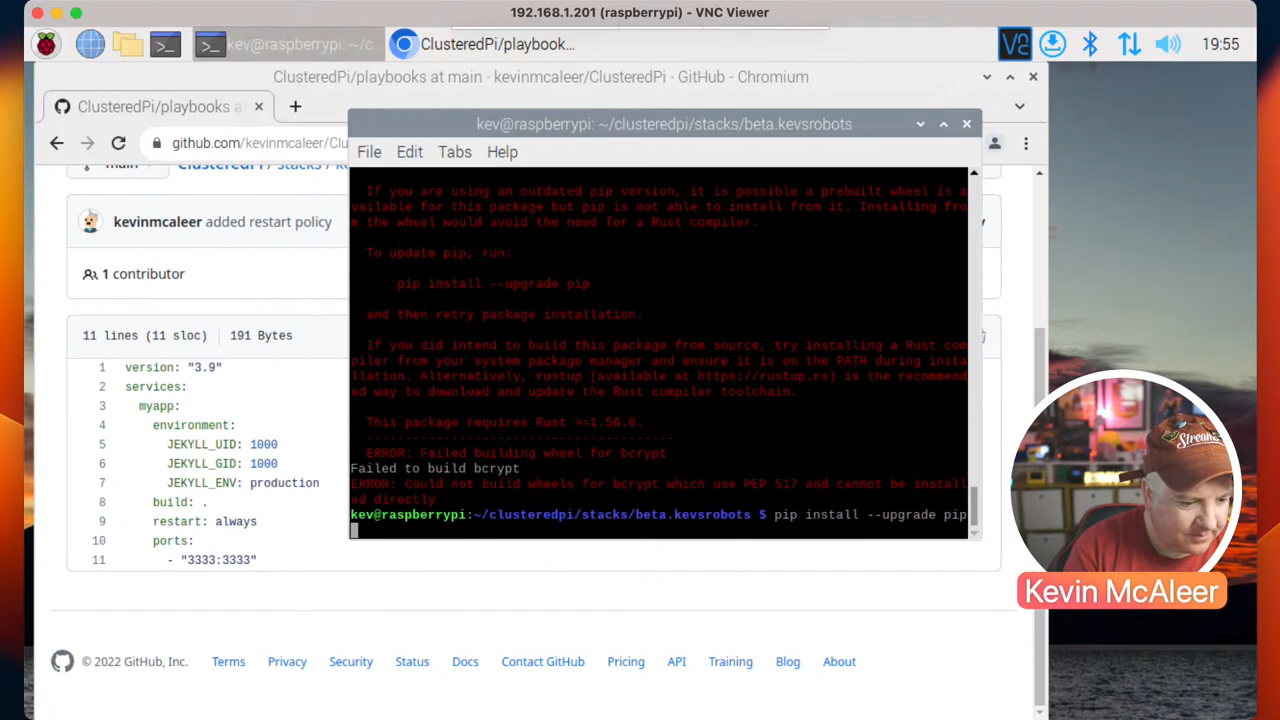 192.168.1.201 (raspberrypi) - VNC Viewer
kev@raspberrypi: ~/c...
ClusteredPi/playbook...
19:55
ClusteredPi/playbooks at main · kevinmcaleer/ClusteredPi · GitHub - Chromium
ClusteredPi/playbooks
github.com/kevinmcaleer/Clu
kevinmcaleer added restart policy
1 contributor
11 lines (11 sloc)
191 Bytes
1 version: "3.9"
2 services:
3 myapp:
4 environment:
5 JEKYLL_UID: 1000
6 JEKYLL_GID: 1000
7 JEKYLL_ENV: production
8 build: .
9 restart: always
10 ports:
11 - "3333:3333"
kev@raspberrypi: ~/clusteredpi/stacks/beta.kevsrobots
File Edit Tabs Help
If you are using an outdated pip version, it is possible a prebuilt wheel is a
vailable for this package but pip is not able to install from it. Installing fro
m the wheel would avoid the need for a Rust compiler.
To update pip, run:
pip install --upgrade pip
and then retry package installation.
If you did intend to build this package from source, try installing a Rust com
piler from your system package manager and ensure it is on the PATH during insta
llation. Alternatively, rustup (available at https://rustup.rs) is the recommend
ed way to download and update the Rust compiler toolchain.
This package requires Rust >=1.56.0.
----------------------------------------
ERROR: Failed building wheel for bcrypt
Failed to build bcrypt
ERROR: Could not build wheels for bcrypt which use PEP 517 and cannot be install
ed directly
kev@raspberrypi:~/clusteredpi/stacks/beta.kevsrobots $ pip install --upgrade pip
Kevin McAleer
© 2022 GitHub, Inc.
Terms
Privacy
Security
Status
Docs
Contact GitHub
Pricing
API
Training
Blog
About